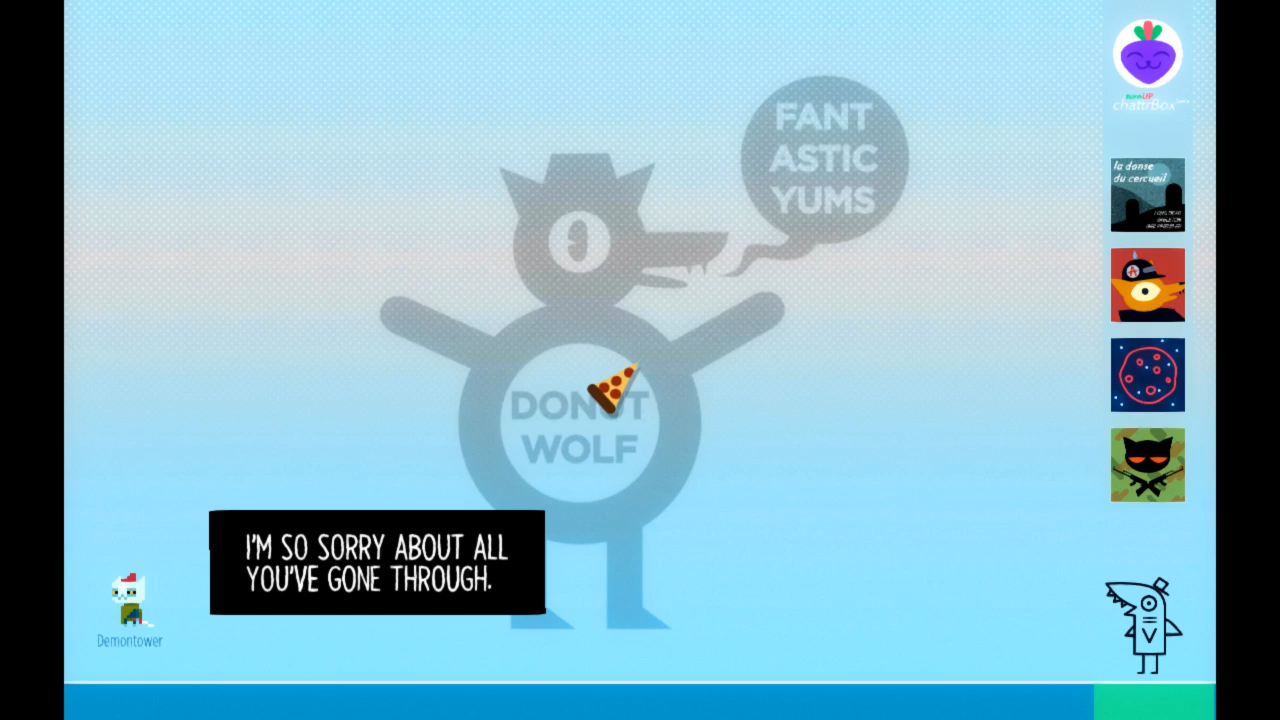 FANT
ASTIC
YUMS
chattrBox
la danse
du cercueil
DONUT
WOLF
I'M SO SORRY ABOUT ALL
YOU'VE GONE THROUGH.
Demontower